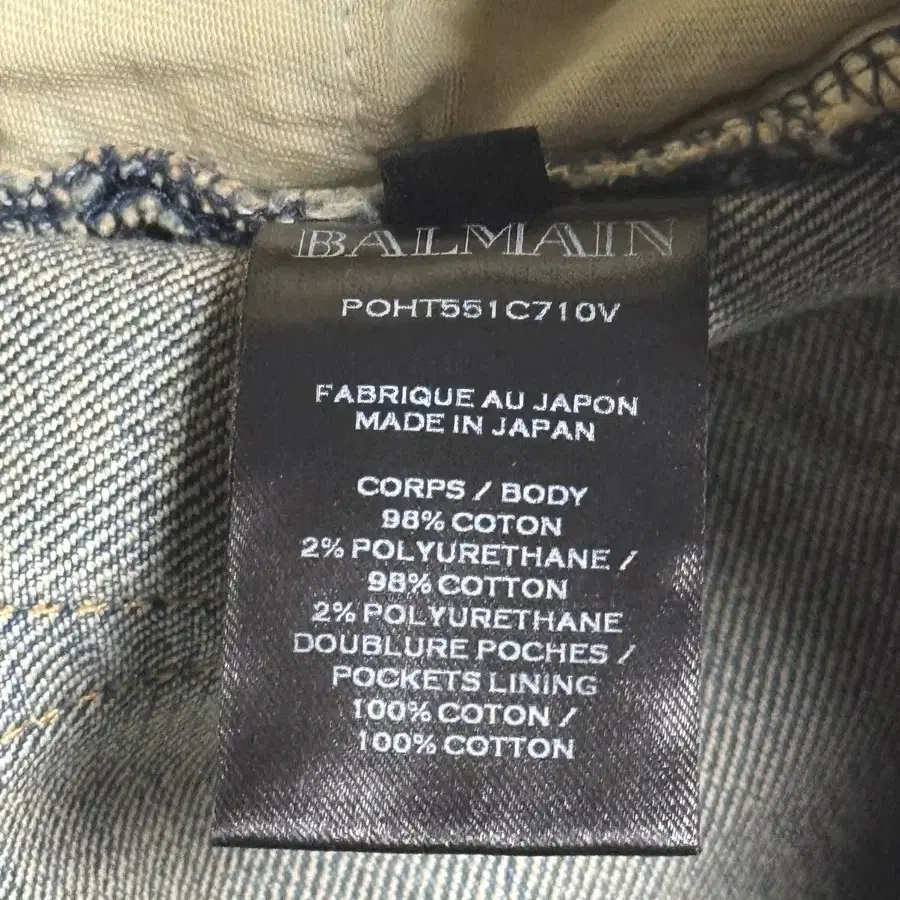 BALMAIN
POHT551C710V
FABRIQUE AU JAPON
MADE IN JAPAN
CORPS / BODY
98% COTON
2% POLYURETHANE /
98% COTTON
2% POLYURETHANE
DOUBLURE POCHES /
POCKETS LINING
100% COTON /
100% COTTON